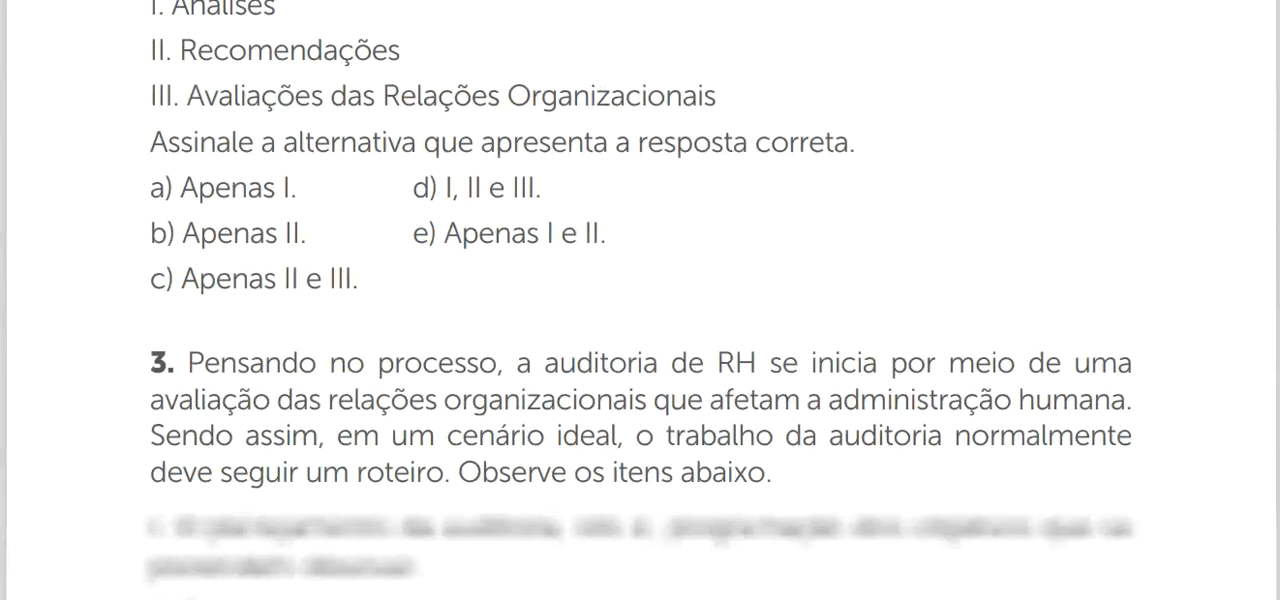 I. Análises
II. Recomendações
III. Avaliações das Relações Organizacionais
Assinale a alternativa que apresenta a resposta correta.
a) Apenas I. d) I, II e III.
b) Apenas II. e) Apenas I e II.
c) Apenas II e III.
3. Pensando no processo, a auditoria de RH se inicia por meio de uma
avaliação das relações organizacionais que afetam a administração humana.
Sendo assim, em um cenário ideal, o trabalho da auditoria normalmente
deve seguir um roteiro. Observe os itens abaixo.